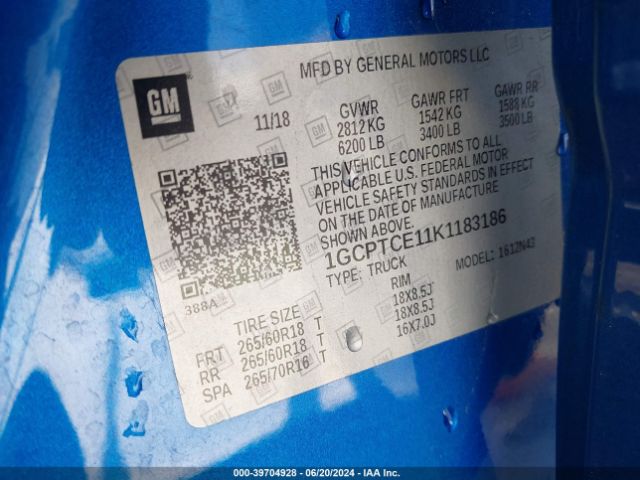 MFD BY GENERAL MOTORS LLC
GM
11/18
GVWR GAWR FRT GAWR RR
2812 KG 1542 KG 1588 KG
6200 LB 3400 LB 3500 LB
THIS VEHICLE CONFORMS TO ALL
APPLICABLE U.S. FEDERAL MOTOR
VEHICLE SAFETY STANDARDS IN EFFECT
ON THE DATE OF MANUFACTURE
SHOWN ABOVE.
1GCPTCE11K1183186
TYPE: TRUCK MODEL: 1612N43
388A
TIRE SIZE RIM
FRT 265/60R18 T 18X8.5J
RR 265/60R18 T 18X8.5J
SPA 265/70R16 T 16X7.0J
000-39704928 - 06/20/2024 - IAA Inc.